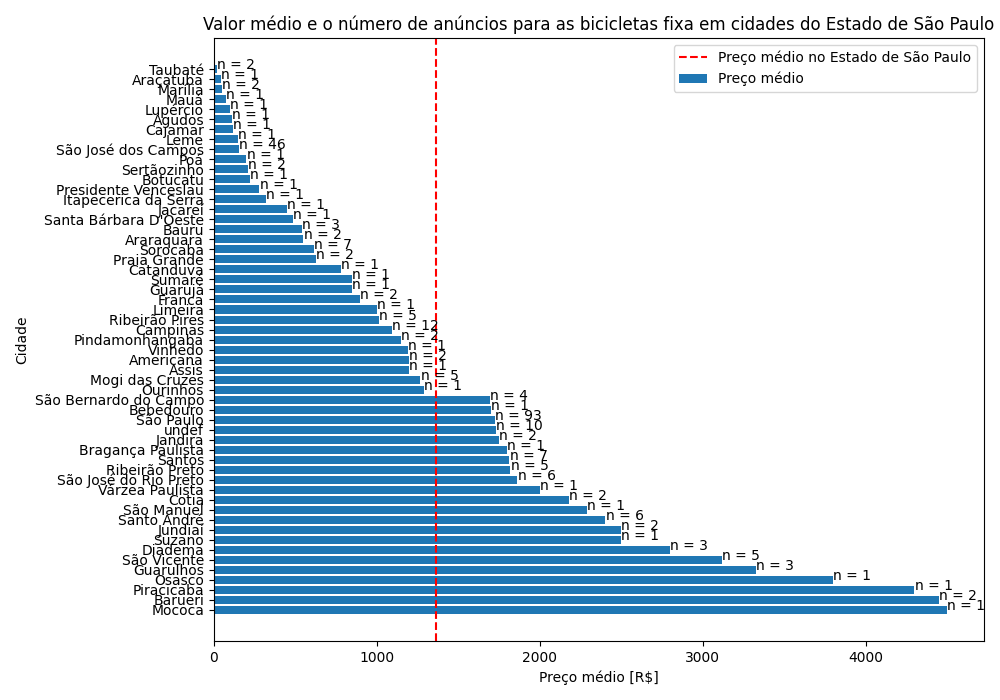 Valor médio e o número de anúncios para as bicicletas fixa em cidades do Estado de São Paulo
Preço médio no Estado de São Paulo
Preço médio
Cidade
Taubaté n = 2
Araçatuba n = 1
Marília n = 2
Mauá n = 1
Lupércio n = 1
Agudos n = 1
Cajamar n = 1
Leme n = 1
São José dos Campos n = 46
Poá n = 1
Sertãozinho n = 2
Botucatu n = 1
Presidente Venceslau n = 1
Itapecerica da Serra n = 1
Jacareí n = 1
Santa Bárbara D'Oeste n = 1
Bauru n = 3
Araraquara n = 2
Sorocaba n = 7
Praia Grande n = 2
Catanduva n = 1
Sumaré n = 1
Guarujá n = 1
Franca n = 2
Limeira n = 1
Ribeirão Pires n = 5
Campinas n = 12
Pindamonhangaba n = 2
Vinhedo n = 1
Americana n = 2
Assis n = 1
Mogi das Cruzes n = 5
Ourinhos n = 1
São Bernardo do Campo n = 4
Bebedouro n = 1
São Paulo n = 93
undef n = 10
Jandira n = 2
Bragança Paulista n = 1
Santos n = 7
Ribeirão Preto n = 5
São José do Rio Preto n = 6
Várzea Paulista n = 1
Cotia n = 2
São Manuel n = 1
Santo André n = 6
Jundiaí n = 2
Suzano n = 1
Diadema n = 3
São Vicente n = 5
Guarulhos n = 3
Osasco n = 1
Piracicaba n = 1
Barueri n = 2
Mococa n = 1
0 1000 2000 3000 4000
Preço médio [R$]